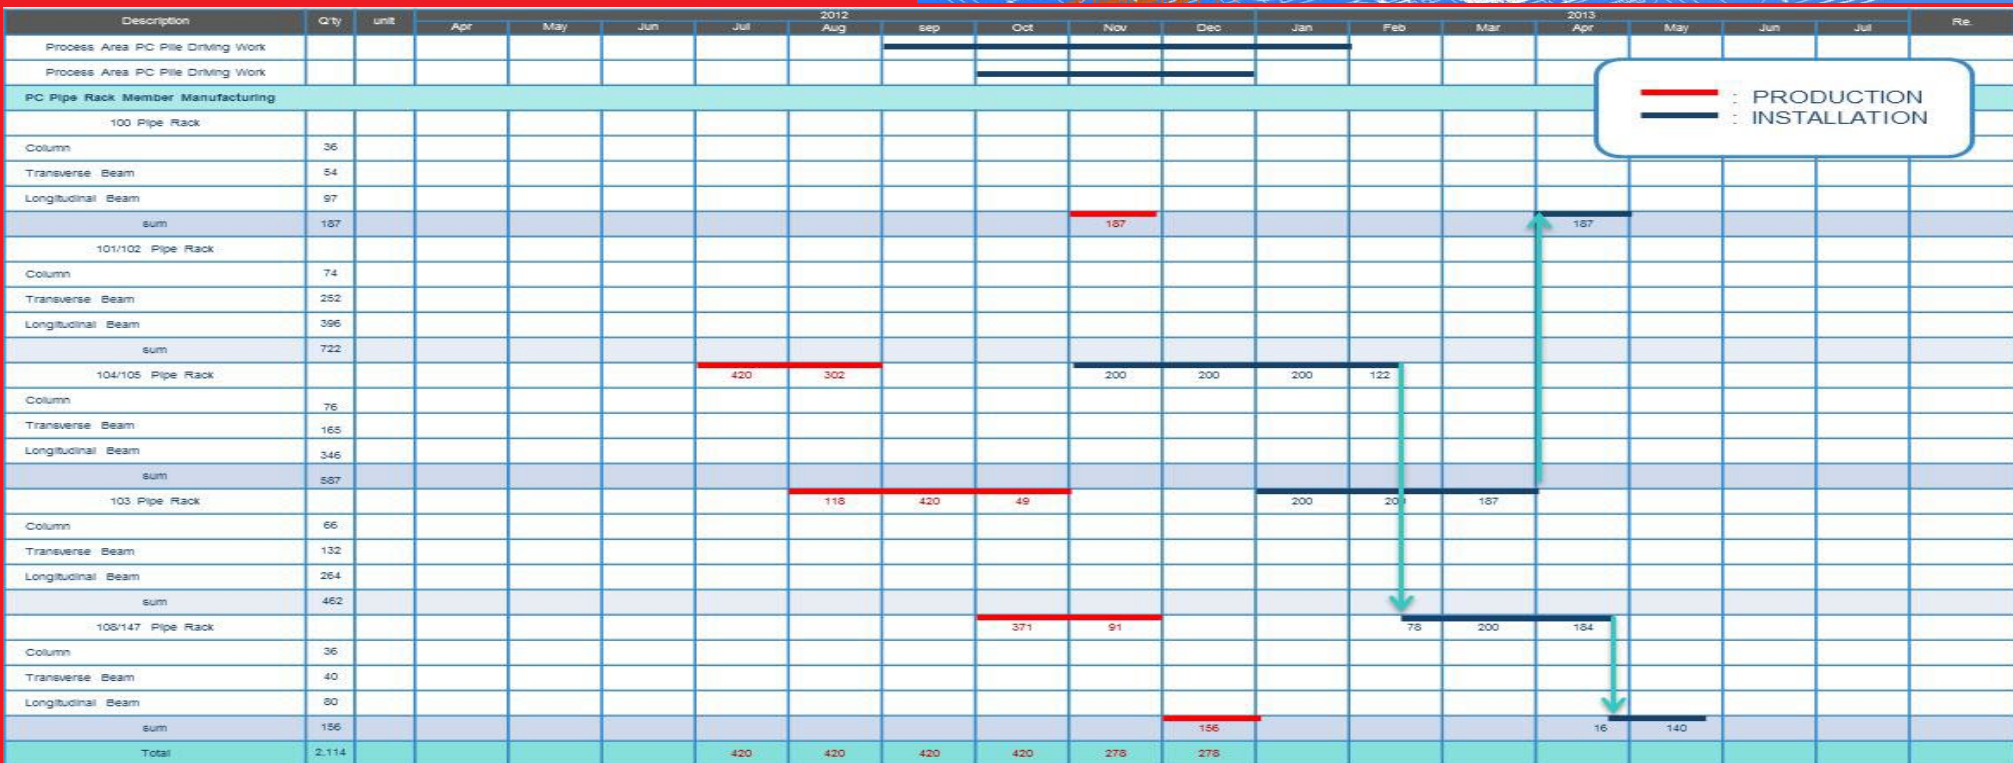 Description Q'ty unit 2012 2013 Re.
Apr May Jun Jul Aug sep Oct Nov Dec Jan Feb Mar Apr May Jun Jul
Process Area PC Pile Driving Work
Process Area PC Pile Driving Work
PC Pipe Rack Member Manufacturing
: PRODUCTION
: INSTALLATION
100 Pipe Rack
Column 36
Transverse Beam 54
Longitudinal Beam 97
sum 187 187 187
101/102 Pipe Rack
Column 74
Transverse Beam 252
Longitudinal Beam 396
sum 722
104/105 Pipe Rack 420 302 200 200 200 122
Column 76
Transverse Beam 165
Longitudinal Beam 346
sum 587
103 Pipe Rack 118 420 49 200 200 187
Column 66
Transverse Beam 132
Longitudinal Beam 264
sum 462
108/147 Pipe Rack 371 91 78 200 184
Column 36
Transverse Beam 40
Longitudinal Beam 80
sum 156 156 16 140
Total 2,114 420 420 420 420 278 278